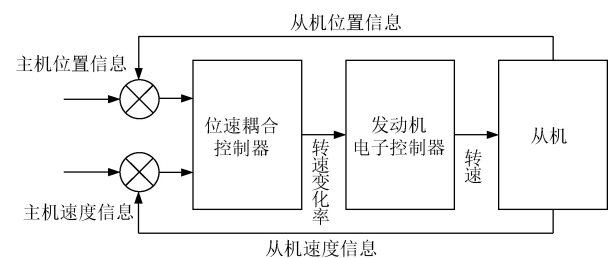 从机位置信息
主机位置信息
位速耦合
控制器
转速变化率
发动机
电子控制器
转速
从机
主机速度信息
从机速度信息